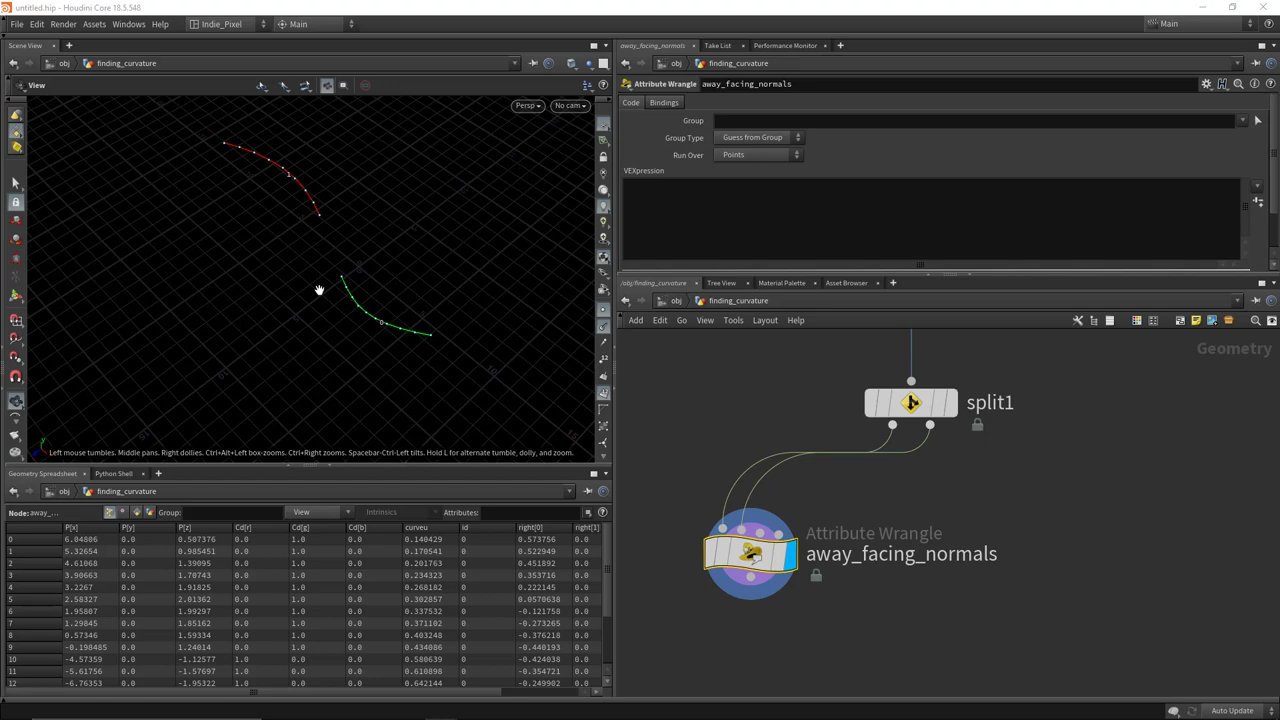 untitled.hip - Houdini Core 18.5.548
File Edit Render Assets Windows Help Indie_Pixel Main Main
Scene View
obj finding_curvature
View
Persp No cam
1
0
Left mouse tumbles. Middle pans. Right dollies. Ctrl+Alt+Left box-zooms. Ctrl+Right zooms. Spacebar-Ctrl-Left tilts. Hold L for alternate tumble, dolly, and zoom.
Geometry Spreadsheet Python Shell
obj finding_curvature
Node: away_... Group: View Intrinsics Attributes:
P[x] P[y] P[z] Cd[r] Cd[g] Cd[b] curveu id right[0] right[1]
0 6.04806 0.0 0.507376 0.0 1.0 0.0 0.140429 0 0.573756 0.0
1 5.32654 0.0 0.985451 0.0 1.0 0.0 0.170541 0 0.522949 0.0
2 4.61068 0.0 1.39095 0.0 1.0 0.0 0.201763 0 0.451892 0.0
3 3.90663 0.0 1.70743 0.0 1.0 0.0 0.234323 0 0.353716 0.0
4 3.2267 0.0 1.91825 0.0 1.0 0.0 0.268182 0 0.222145 0.0
5 2.58327 0.0 2.01362 0.0 1.0 0.0 0.302857 0 0.0570638 0.0
6 1.95807 0.0 1.99297 0.0 1.0 0.0 0.337532 0 -0.121758 0.0
7 1.29845 0.0 1.85162 0.0 1.0 0.0 0.371102 0 -0.273265 0.0
8 0.57346 0.0 1.59334 0.0 1.0 0.0 0.403248 0 -0.376218 0.0
9 -0.198485 0.0 1.24014 0.0 1.0 0.0 0.434086 0 -0.440193 0.0
10 -4.57359 0.0 -1.12577 1.0 0.0 0.0 0.580639 0 -0.424038 0.0
11 -5.61756 0.0 -1.57697 1.0 0.0 0.0 0.610898 0 -0.354721 0.0
12 -6.76353 0.0 -1.95322 1.0 0.0 0.0 0.642144 0 -0.249902 0.0
away_facing_normals Take List Performance Monitor
obj finding_curvature
Attribute Wrangle away_facing_normals
Code Bindings
Group
Group Type Guess from Group
Run Over Points
VEXpression
/obj/finding_curvature Tree View Material Palette Asset Browser
obj finding_curvature
Add Edit Go View Tools Layout Help
Geometry
split1
Attribute Wrangle
away_facing_normals
Auto Update